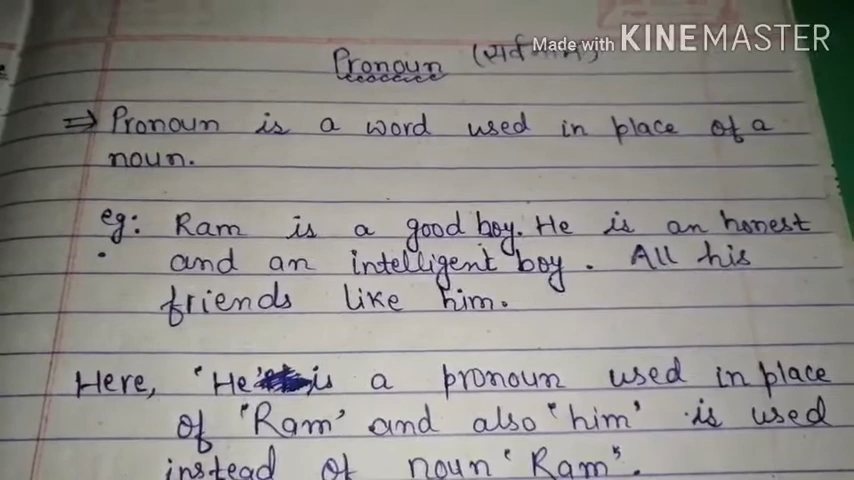 Made with KINEMASTER
Pronoun (सर्वनाम)
⇒ Pronoun is a word used in place of a
noun.
eg: Ram is a good boy. He is an honest
and an intelligent boy. All his
friends like him.
Here, 'He' is a pronoun used in place
of "Ram' and also "him' is used
instead of noun "Ram".